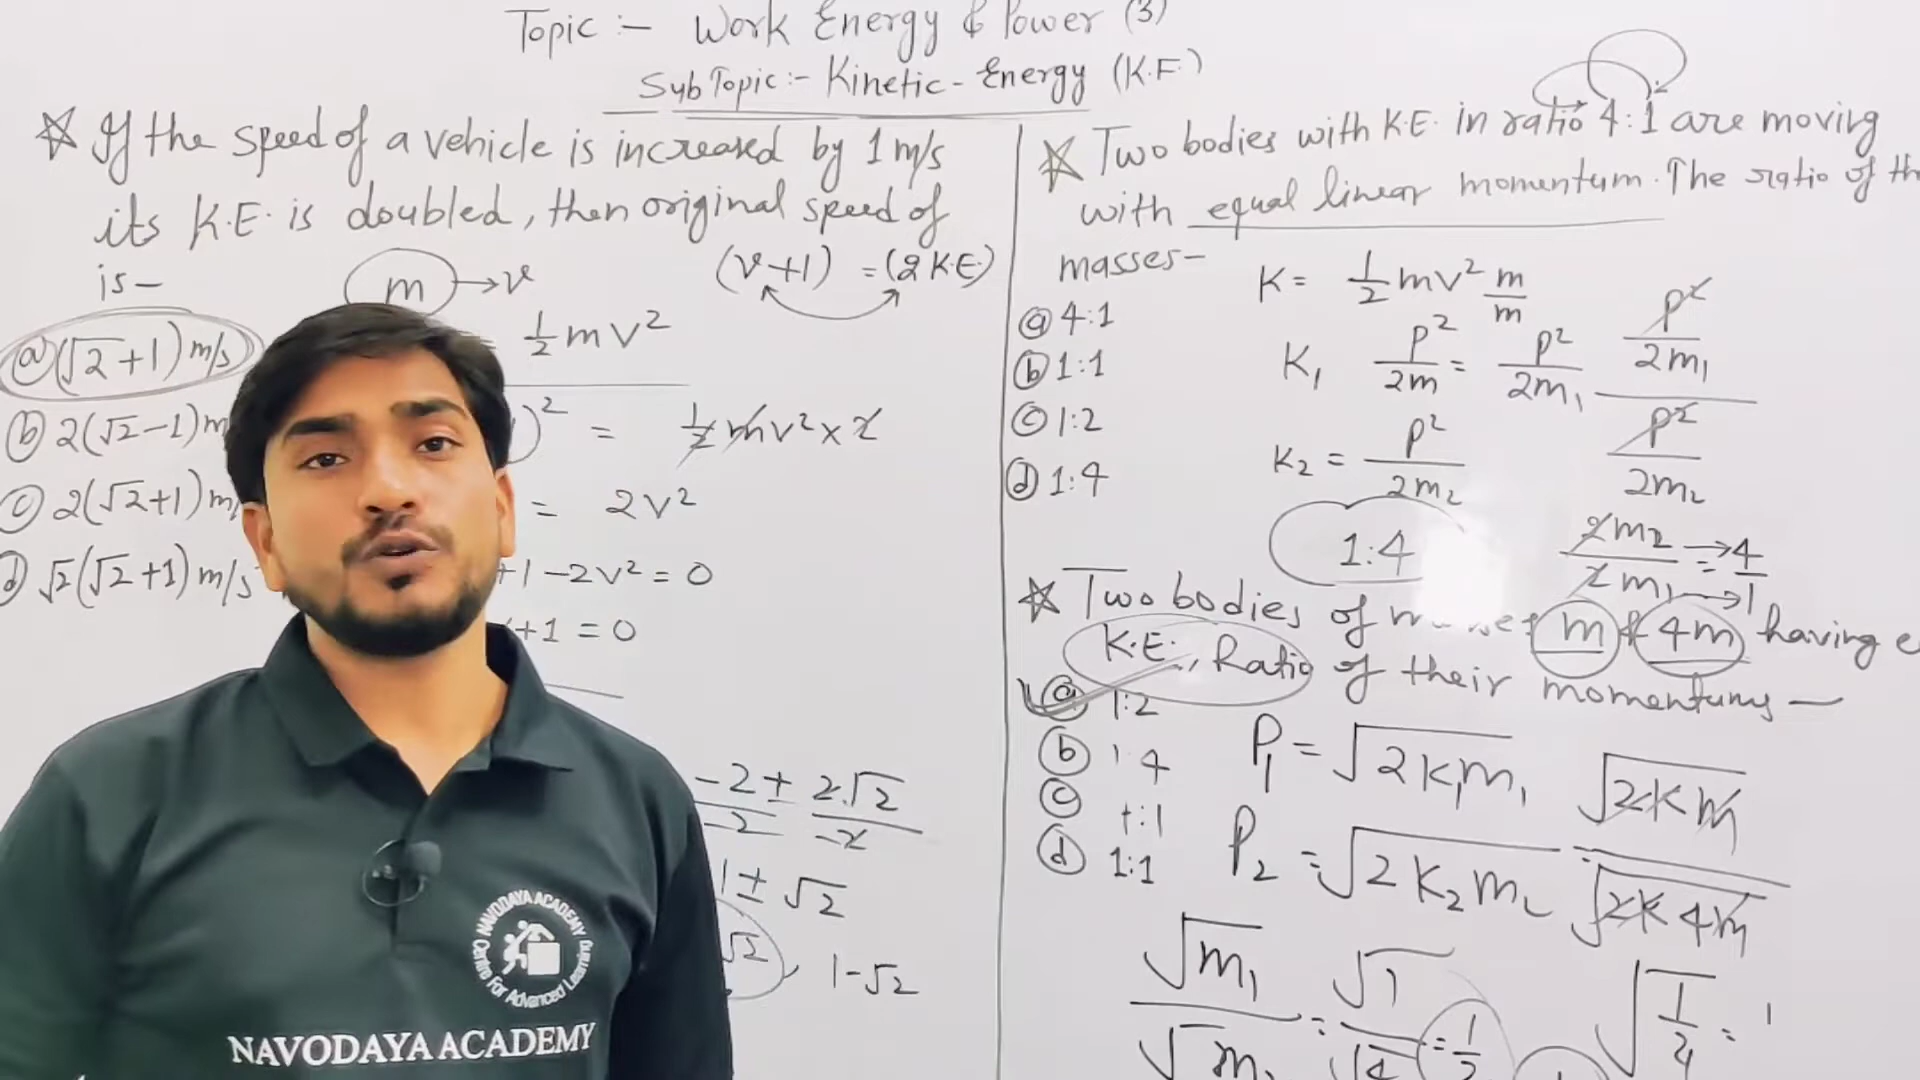 Topic :- Work Energy & Power (3)
Sub Topic :- Kinetic - Energy (K.E.)
If the speed of a vehicle is increased by 1 m/s
its K.E. is doubled, then original speed of
is -
m → v
(v+1) = (2 K.E.)
(a) (√2+1) m/s
1/2 mv²
(b) 2(√2-1) m
)² = 1/2 mv² × 2
(c) 2(√2+1) m/
= 2v²
(d) √2(√2+1) m/s
+1-2v² = 0
+1 = 0
-2 ± 2√2
-2 -2
1 ± √2
√2, 1-√2
Two bodies with K.E. in ratio 4:1 are moving
with equal linear momentum. The ratio of th
masses-
(a) 4:1
(b) 1:1
(c) 1:2
(d) 1:4
K = 1/2 mv² m/m
K₁ p²/2m = p²/2m₁
K₂ = p²/2m₂
p²/2m₁
p²/2m₂
1:4
2m₂/2m₁ = 4/1
Two bodies of m & 4m having e
K.E., Ratio of their momentums -
(a) 1:2
(b) 1:4
(c)
(d) 1:1
P₁ = √2K₁m₁ √2Km
P₂ = √2K₂m₂ √2K4m
√m₁ = √1 = 1/2
√m √4
√1/4 = 1
NAVODAYA ACADEMY
Centre For Advanced Learning
NAVODAYA ACADEMY